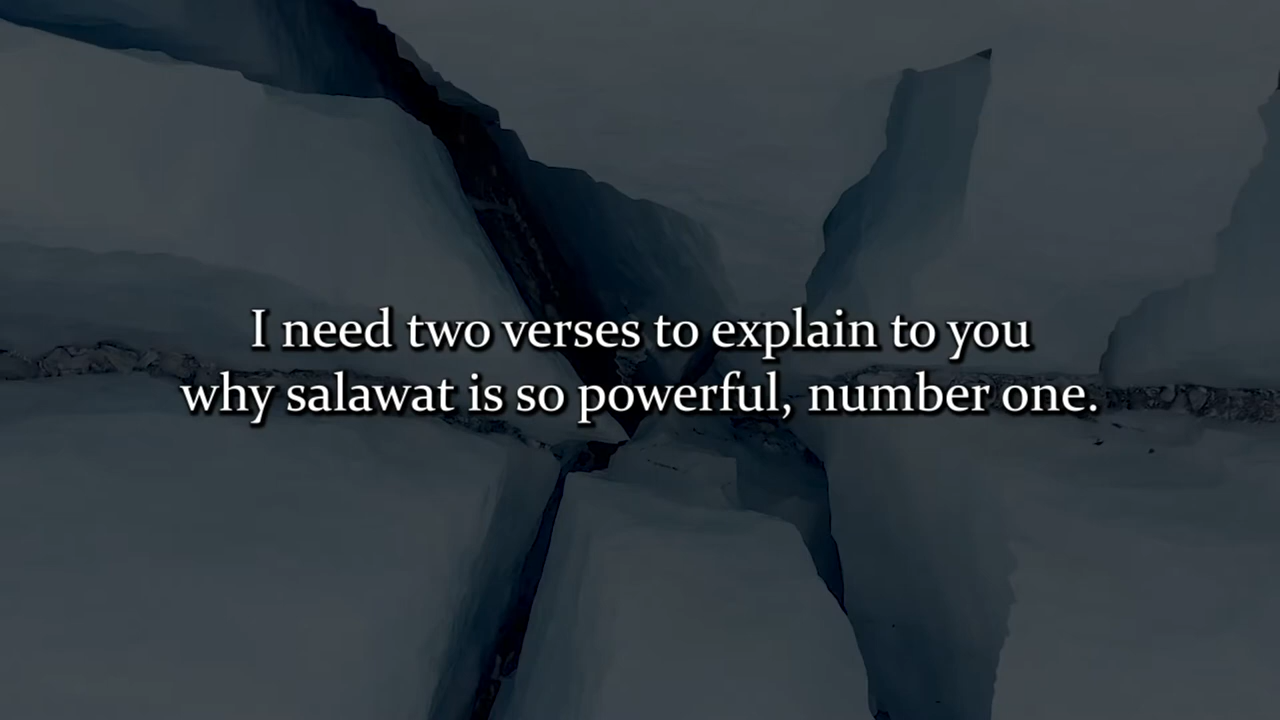 I need two verses to explain to you
why salawat is so powerful, number one.